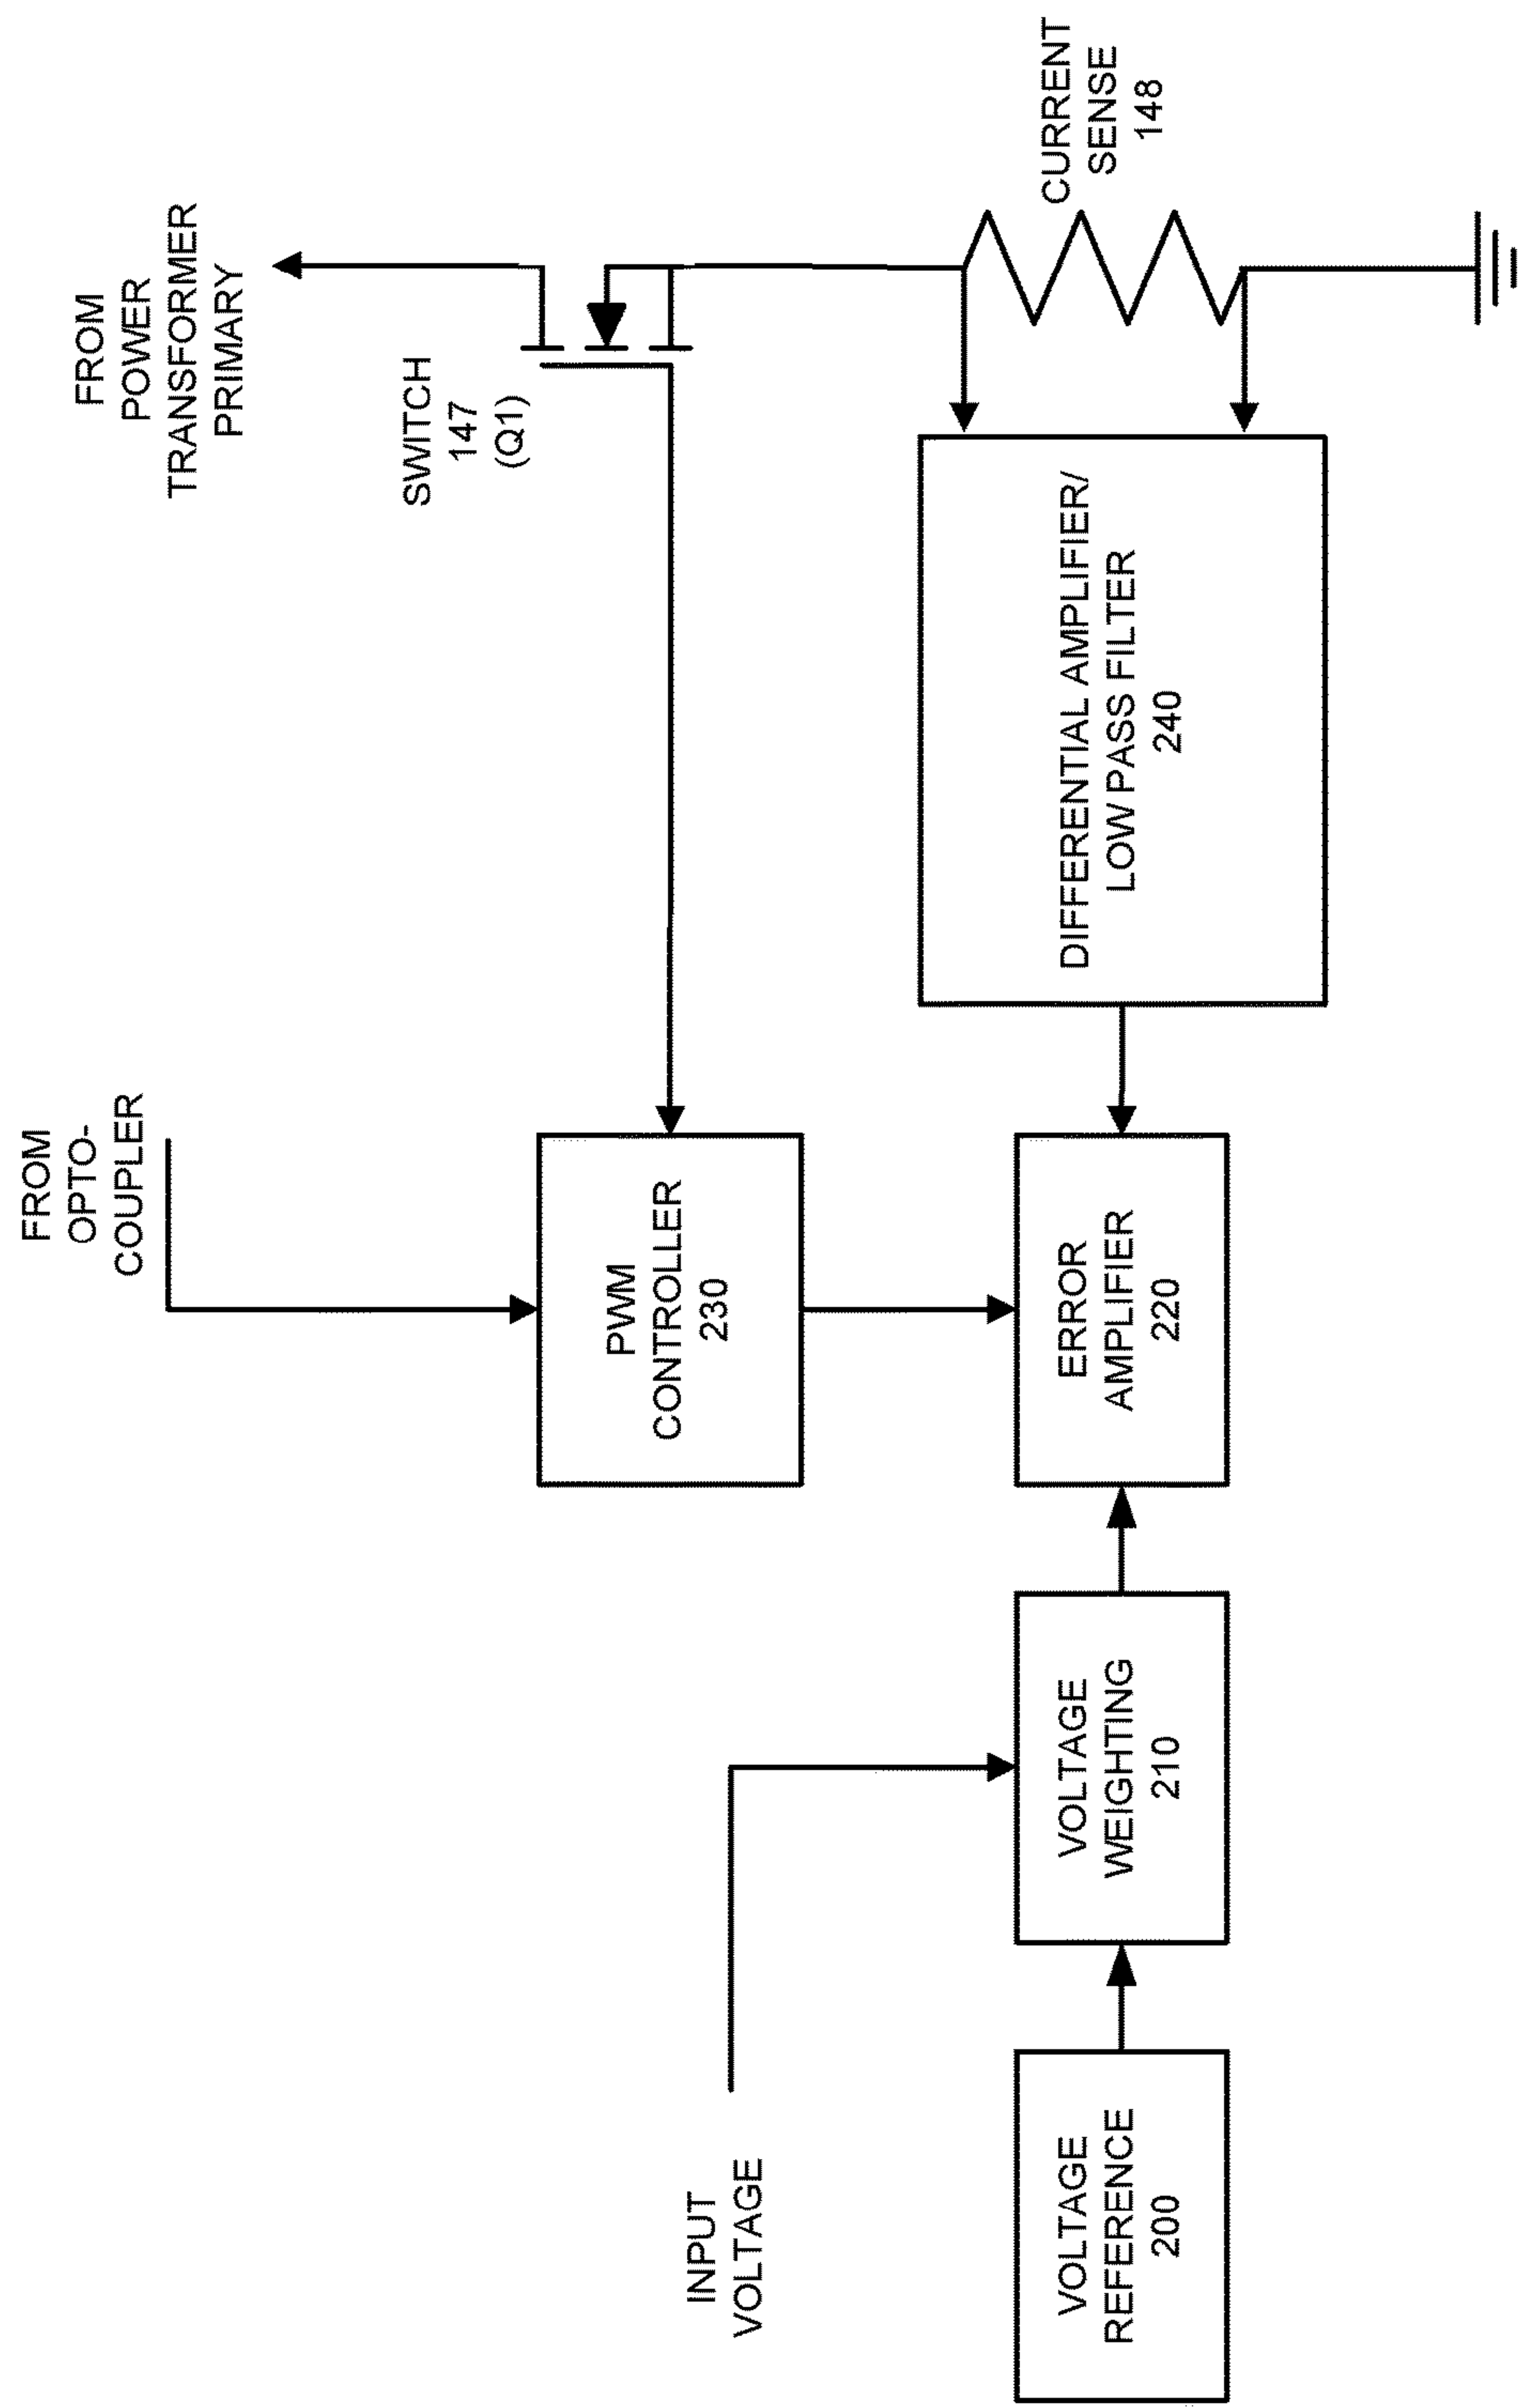 FROM
OPTO-
COUPLER
FROM
POWER
TRANSFORMER
PRIMARY
SWITCH
147
(Q1)
INPUT
VOLTAGE
PWM
CONTROLLER
230
VOLTAGE
REFERENCE
200
VOLTAGE
WEIGHTING
210
ERROR
AMPLIFIER
220
DIFFERENTIAL AMPLIFIER/
LOW PASS FILTER
240
CURRENT
SENSE
148